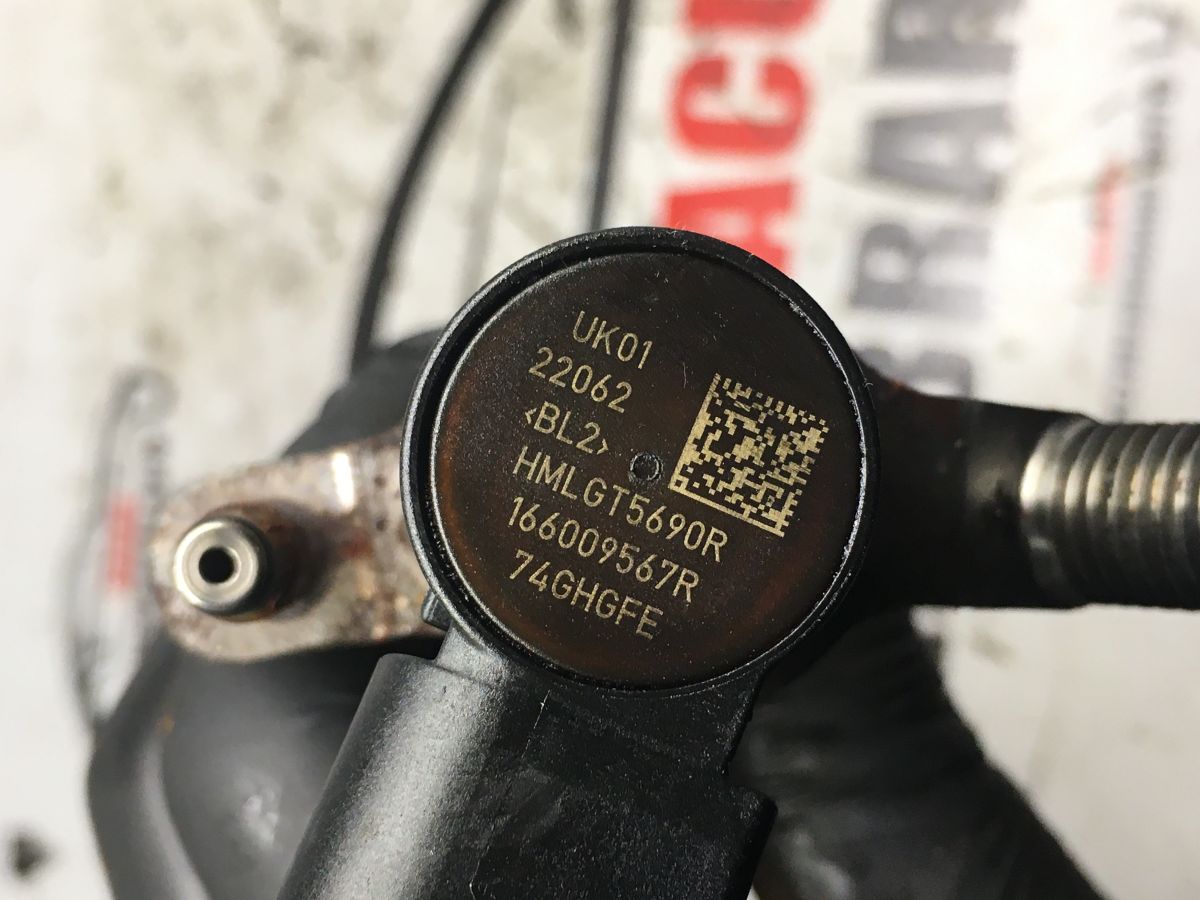 UK01
22062
<BL2>
HMLGT5690R
166009567R
74GHGFE